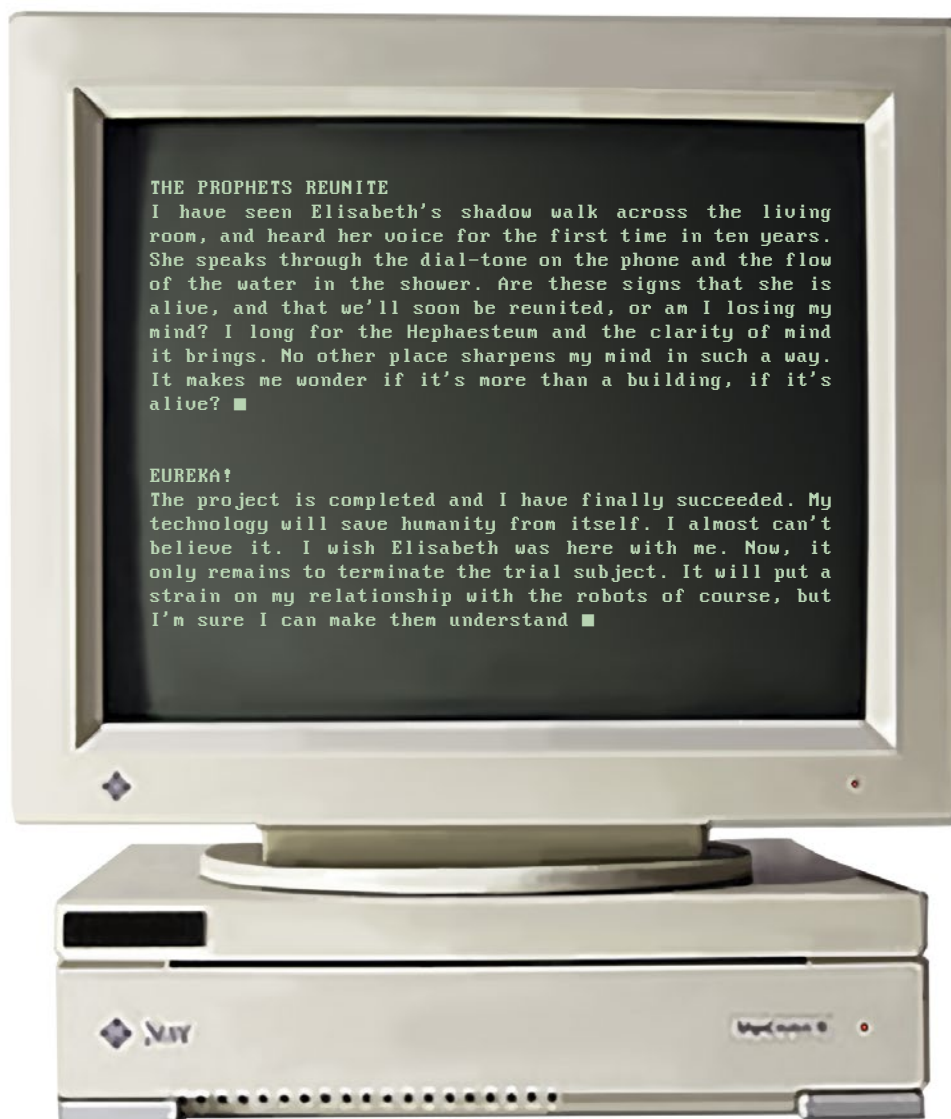 THE PROPHETS REUNITE
I have seen Elisabeth's shadow walk across the living
room, and heard her voice for the first time in ten years.
She speaks through the dial-tone on the phone and the flow
of the water in the shower. Are these signs that she is
alive, and that we'll soon be reunited, or am I losing my
mind? I long for the Hephaesteum and the clarity of mind
it brings. No other place sharpens my mind in such a way.
It makes me wonder if it's more than a building, if it's
alive? ■
EUREKA!
The project is completed and I have finally succeeded. My
technology will save humanity from itself. I almost can't
believe it. I wish Elisabeth was here with me. Now, it
only remains to terminate the trial subject. It will put a
strain on my relationship with the robots of course, but
I'm sure I can make them understand ■